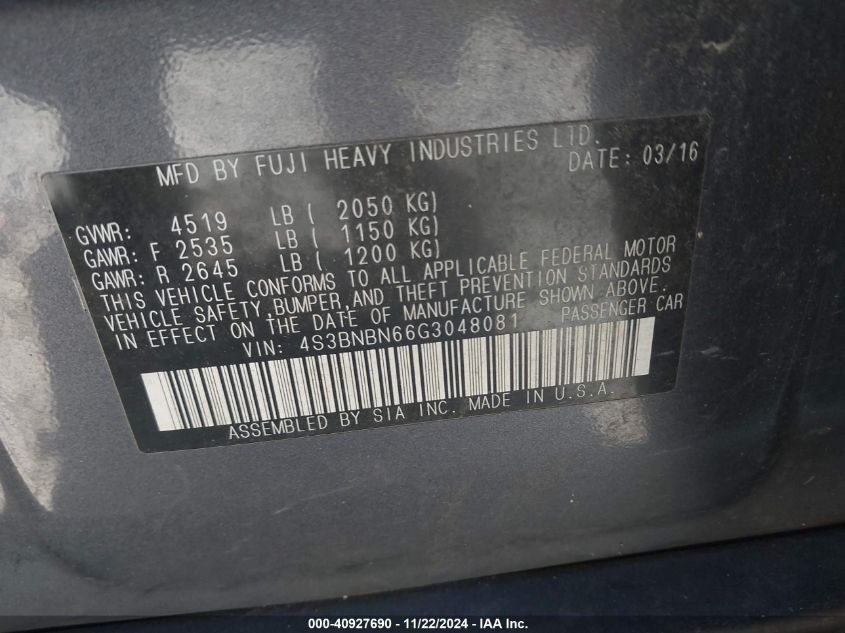 MFD BY FUJI HEAVY INDUSTRIES LTD.
DATE: 03/16
GVWR: 4519 LB ( 2050 KG)
GAWR: F 2535 LB ( 1150 KG)
GAWR: R 2645 LB ( 1200 KG)
THIS VEHICLE CONFORMS TO ALL APPLICABLE FEDERAL MOTOR
VEHICLE SAFETY,BUMPER,AND THEFT PREVENTION STANDARDS
IN EFFECT ON THE DATE OF MANUFACTURE SHOWN ABOVE.
VIN: 4S3BNBN66G3048081 PASSENGER CAR
ASSEMBLED BY SIA INC. MADE IN U.S.A.
000-40927690 - 11/22/2024 - IAA Inc.